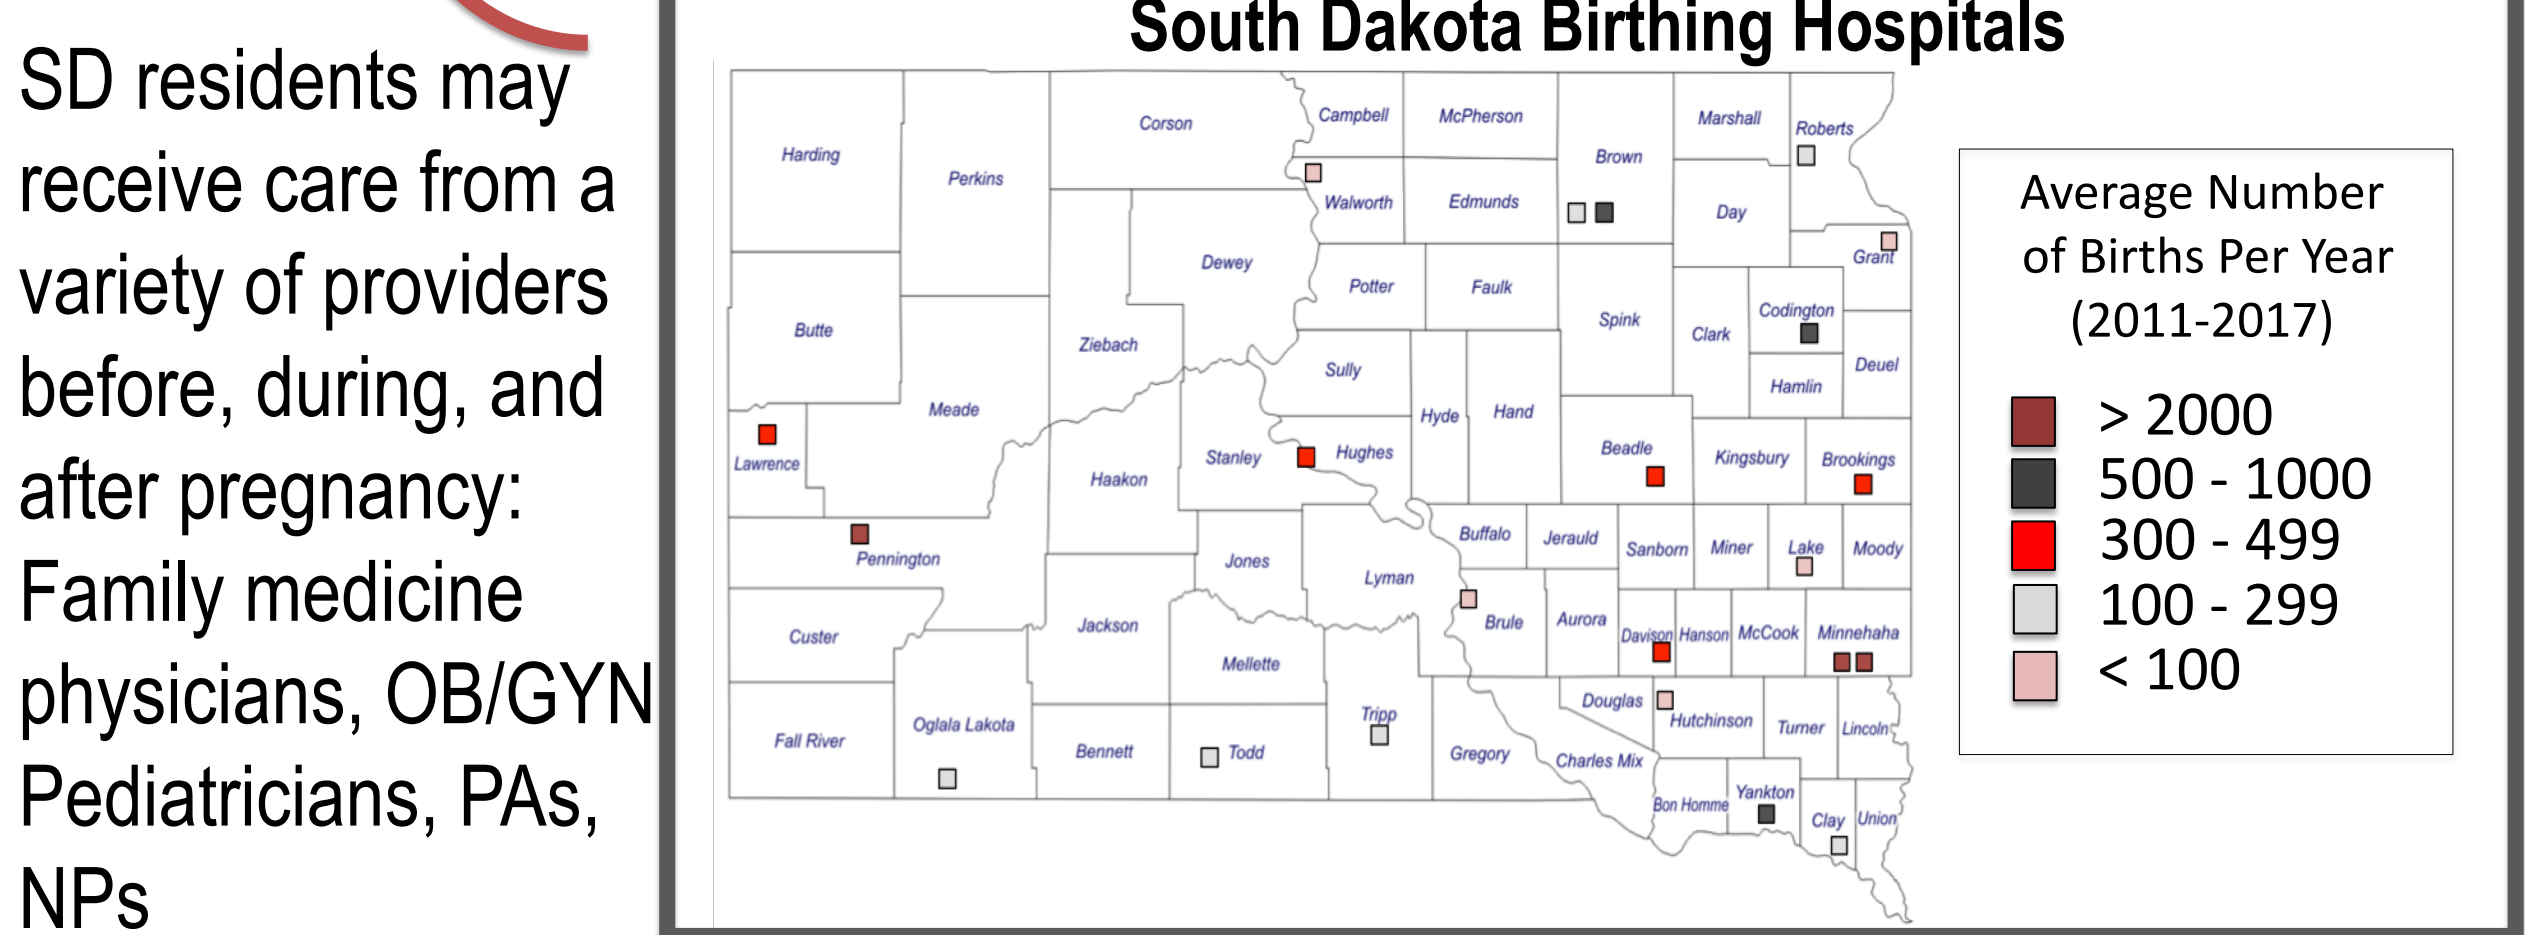 SD residents may
receive care from a
variety of providers
before, during, and
after pregnancy:
Family medicine
physicians, OB/GYN
Pediatricians, PAs,
NPs
South Dakota Birthing Hospitals
Harding
Perkins
Corson
Campbell
McPherson
Brown
Marshall
Roberts
Walworth
Edmunds
Day
Grant
Butte
Meade
Ziebach
Dewey
Potter
Faulk
Spink
Clark
Codington
Hamlin
Deuel
Lawrence
Haakon
Stanley
Sully
Hughes
Hyde
Hand
Beadle
Kingsbury
Brookings
Pennington
Jones
Lyman
Buffalo
Jerauld
Sanborn
Miner
Lake
Moody
Custer
Jackson
Mellette
Brule
Aurora
Davison
Hanson
McCook
Minnehaha
Fall River
Oglala Lakota
Bennett
Todd
Tripp
Gregory
Charles Mix
Douglas
Hutchinson
Turner
Lincoln
Bon Homme
Yankton
Clay
Union
Average Number
of Births Per Year
(2011-2017)
> 2000
500 - 1000
300 - 499
100 - 299
< 100